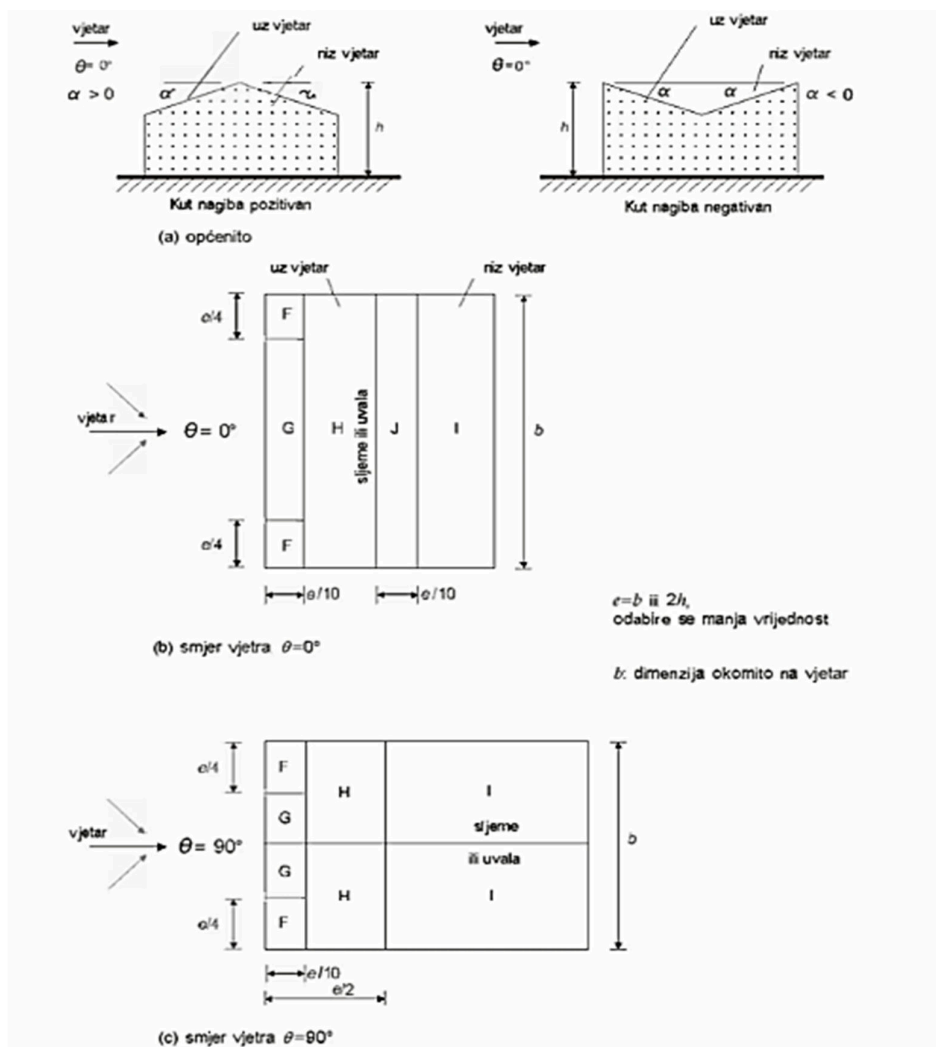 vjetar
θ= 0°
α > 0
uz vjetar
niz vjetar
α
h
Kut nagiba pozitivan
vjetar
θ=0°
uz vjetar
niz vjetar
α
α
α < 0
h
Kut nagiba negativan
(a) općenito
uz vjetar
niz vjetar
e/4
F
vjetar
θ= 0°
G
H
sljeme ili uvala
J
I
b
e/4
F
e/10
e/10
e=b ili 2h,
odabire se manja vrijednost
(b) smjer vjetra θ=0°
b: dimenzija okomito na vjetar
e/4
F
H
I
G
sljeme
vjetar
θ= 90°
b
ili uvala
G
H
I
e/4
F
e/10
e/2
(c) smjer vjetra θ=90°